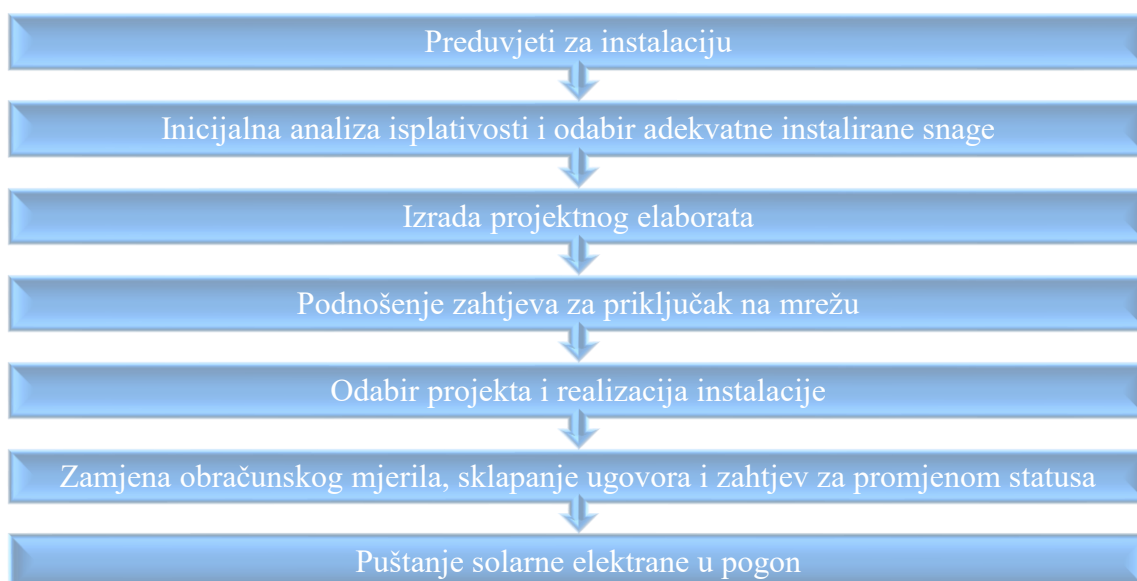 Preduvjeti za instalaciju
Inicijalna analiza isplativosti i odabir adekvatne instalirane snage
Izrada projektnog elaborata
Podnošenje zahtjeva za priključak na mrežu
Odabir projekta i realizacija instalacije
Zamjena obračunskog mjerila, sklapanje ugovora i zahtjev za promjenom statusa
Puštanje solarne elektrane u pogon